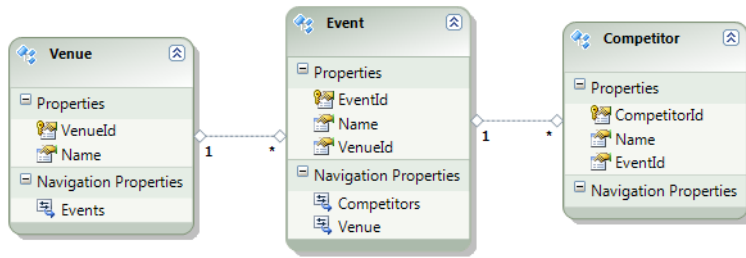 Venue
Properties
VenueId
Name
Navigation Properties
Events
1
*
Event
Properties
EventId
Name
VenueId
Navigation Properties
Competitors
Venue
1
*
Competitor
Properties
CompetitorId
Name
EventId
Navigation Properties